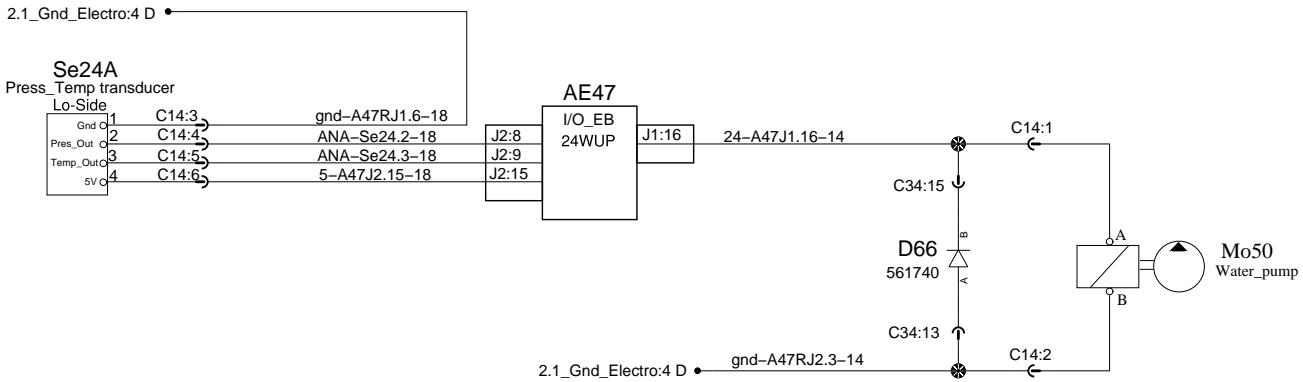 2.1_Gnd_Electro:4 D
Se24A
Press_Temp transducer
Lo-Side
Gnd 1 C14:3 gnd–A47RJ1.6–18
Pres_Out 2 C14:4 ANA–Se24.2–18 J2:8
Temp_Out 3 C14:5 ANA–Se24.3–18 J2:9
5V 4 C14:6 5–A47J2.15–18 J2:15
AE47
I/O_EB
24WUP
J1:16 24–A47J1.16–14 C14:1
C34:15
B
D66
561740
A
C34:13
A
B
Mo50
Water_pump
2.1_Gnd_Electro:4 D gnd–A47RJ2.3–14 C14:2